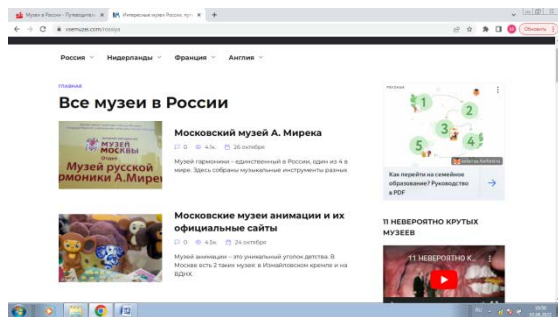 Музеи в России - Путеводитель
Интересные музеи России, пут
vsemuzei.com/rossiya
Обновить
Россия
Нидерланды
Франция
Англия
ГЛАВНАЯ
Все музеи в России
МУЗЕЙ
МОСКВЫ
Музей русской
А.Мирек
Московский музей А. Мирека
0 4.1к. 26 октября
Музей гармоники – единственный в России, один из 4 в
мире. Здесь собраны музыкальные инструменты разных
Московские музеи анимации и их
официальные сайты
0 4.5к. 24 октября
Музей анимации – это уникальный уголок детства. В
Москве есть 2 таких музея: в Измайловском кремле и на
ВДНХ.
РЕКЛАМА
1
2
3
4
5
Как перейти на семейное
образование? Руководство
в PDF
11 НЕВЕРОЯТНО КРУТЫХ
МУЗЕЕВ
11 НЕВЕРОЯТНО К...
RU